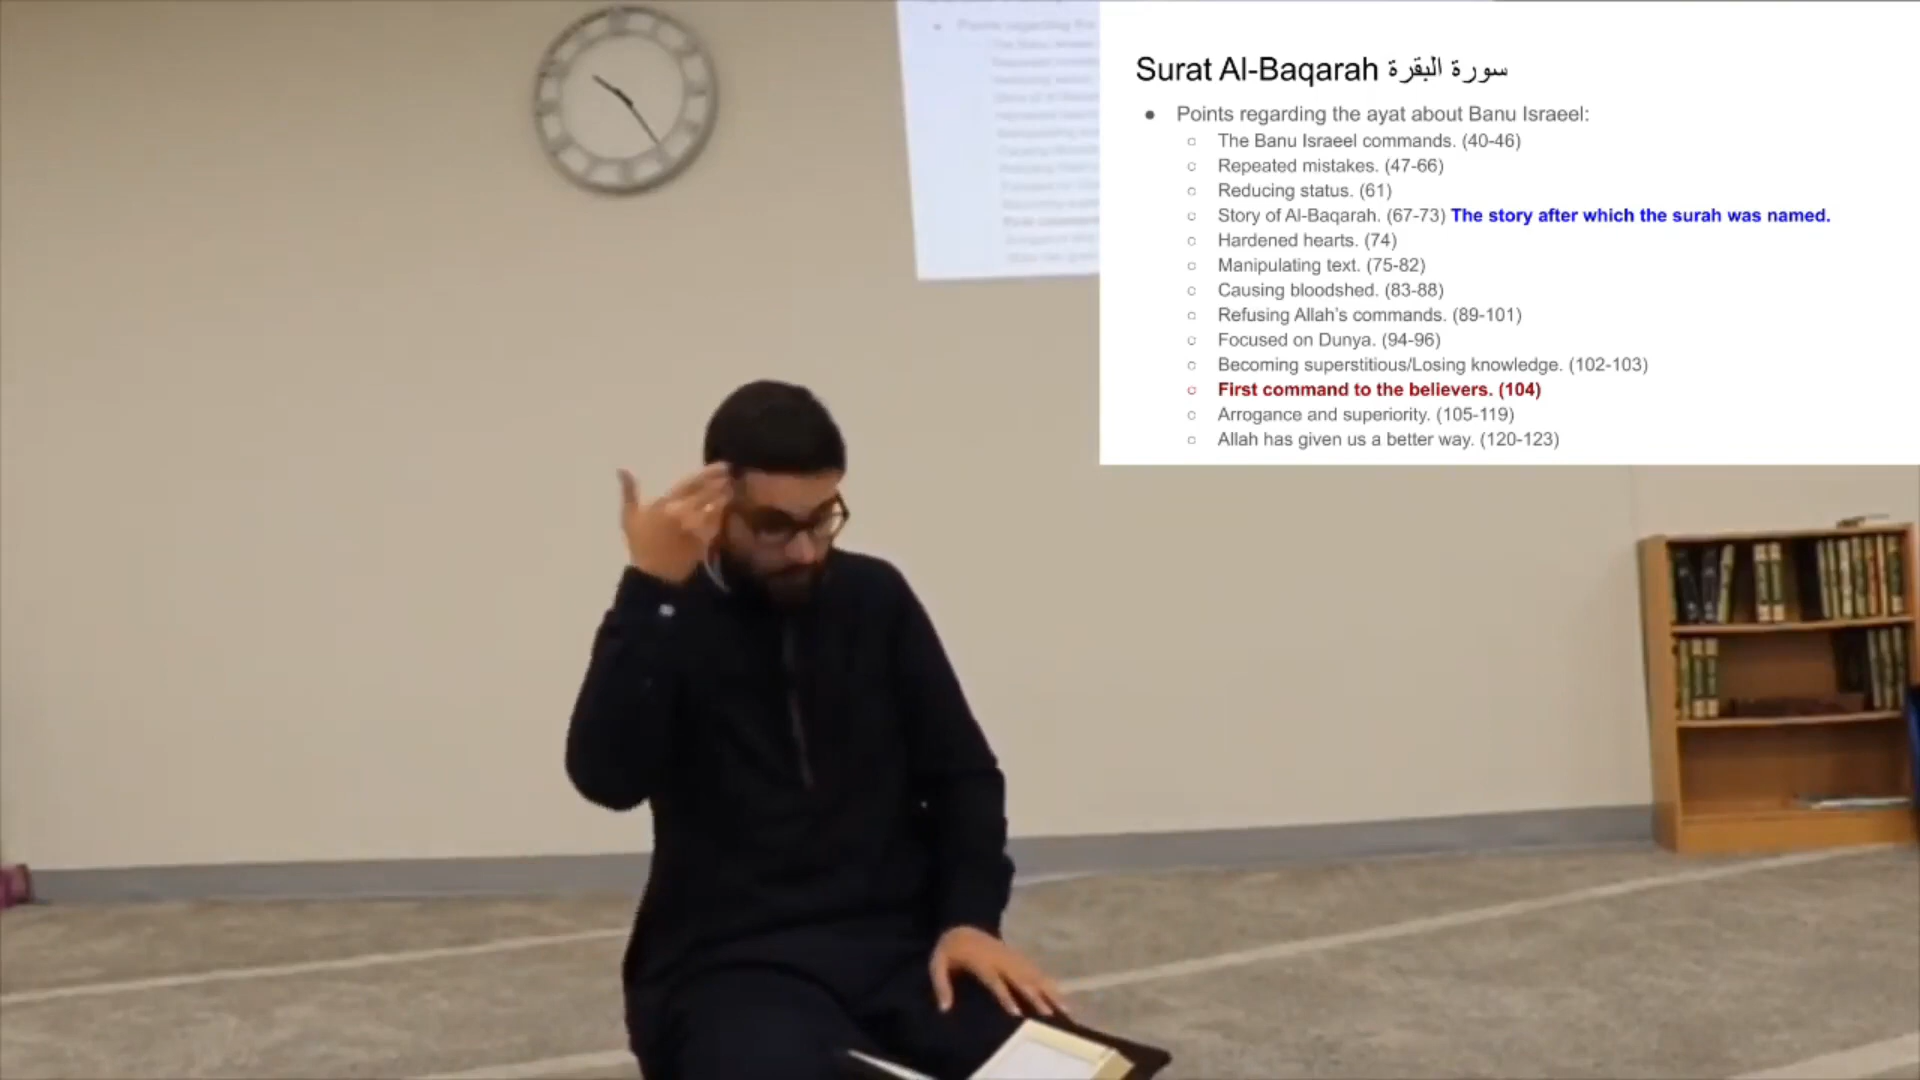 Surat Al-Baqarah سورة البقرة
● Points regarding the ayat about Banu Israeel:
○ The Banu Israeel commands. (40-46)
○ Repeated mistakes. (47-66)
○ Reducing status. (61)
○ Story of Al-Baqarah. (67-73) The story after which the surah was named.
○ Hardened hearts. (74)
○ Manipulating text. (75-82)
○ Causing bloodshed. (83-88)
○ Refusing Allah's commands. (89-101)
○ Focused on Dunya. (94-96)
○ Becoming superstitious/Losing knowledge. (102-103)
○ First command to the believers. (104)
○ Arrogance and superiority. (105-119)
○ Allah has given us a better way. (120-123)